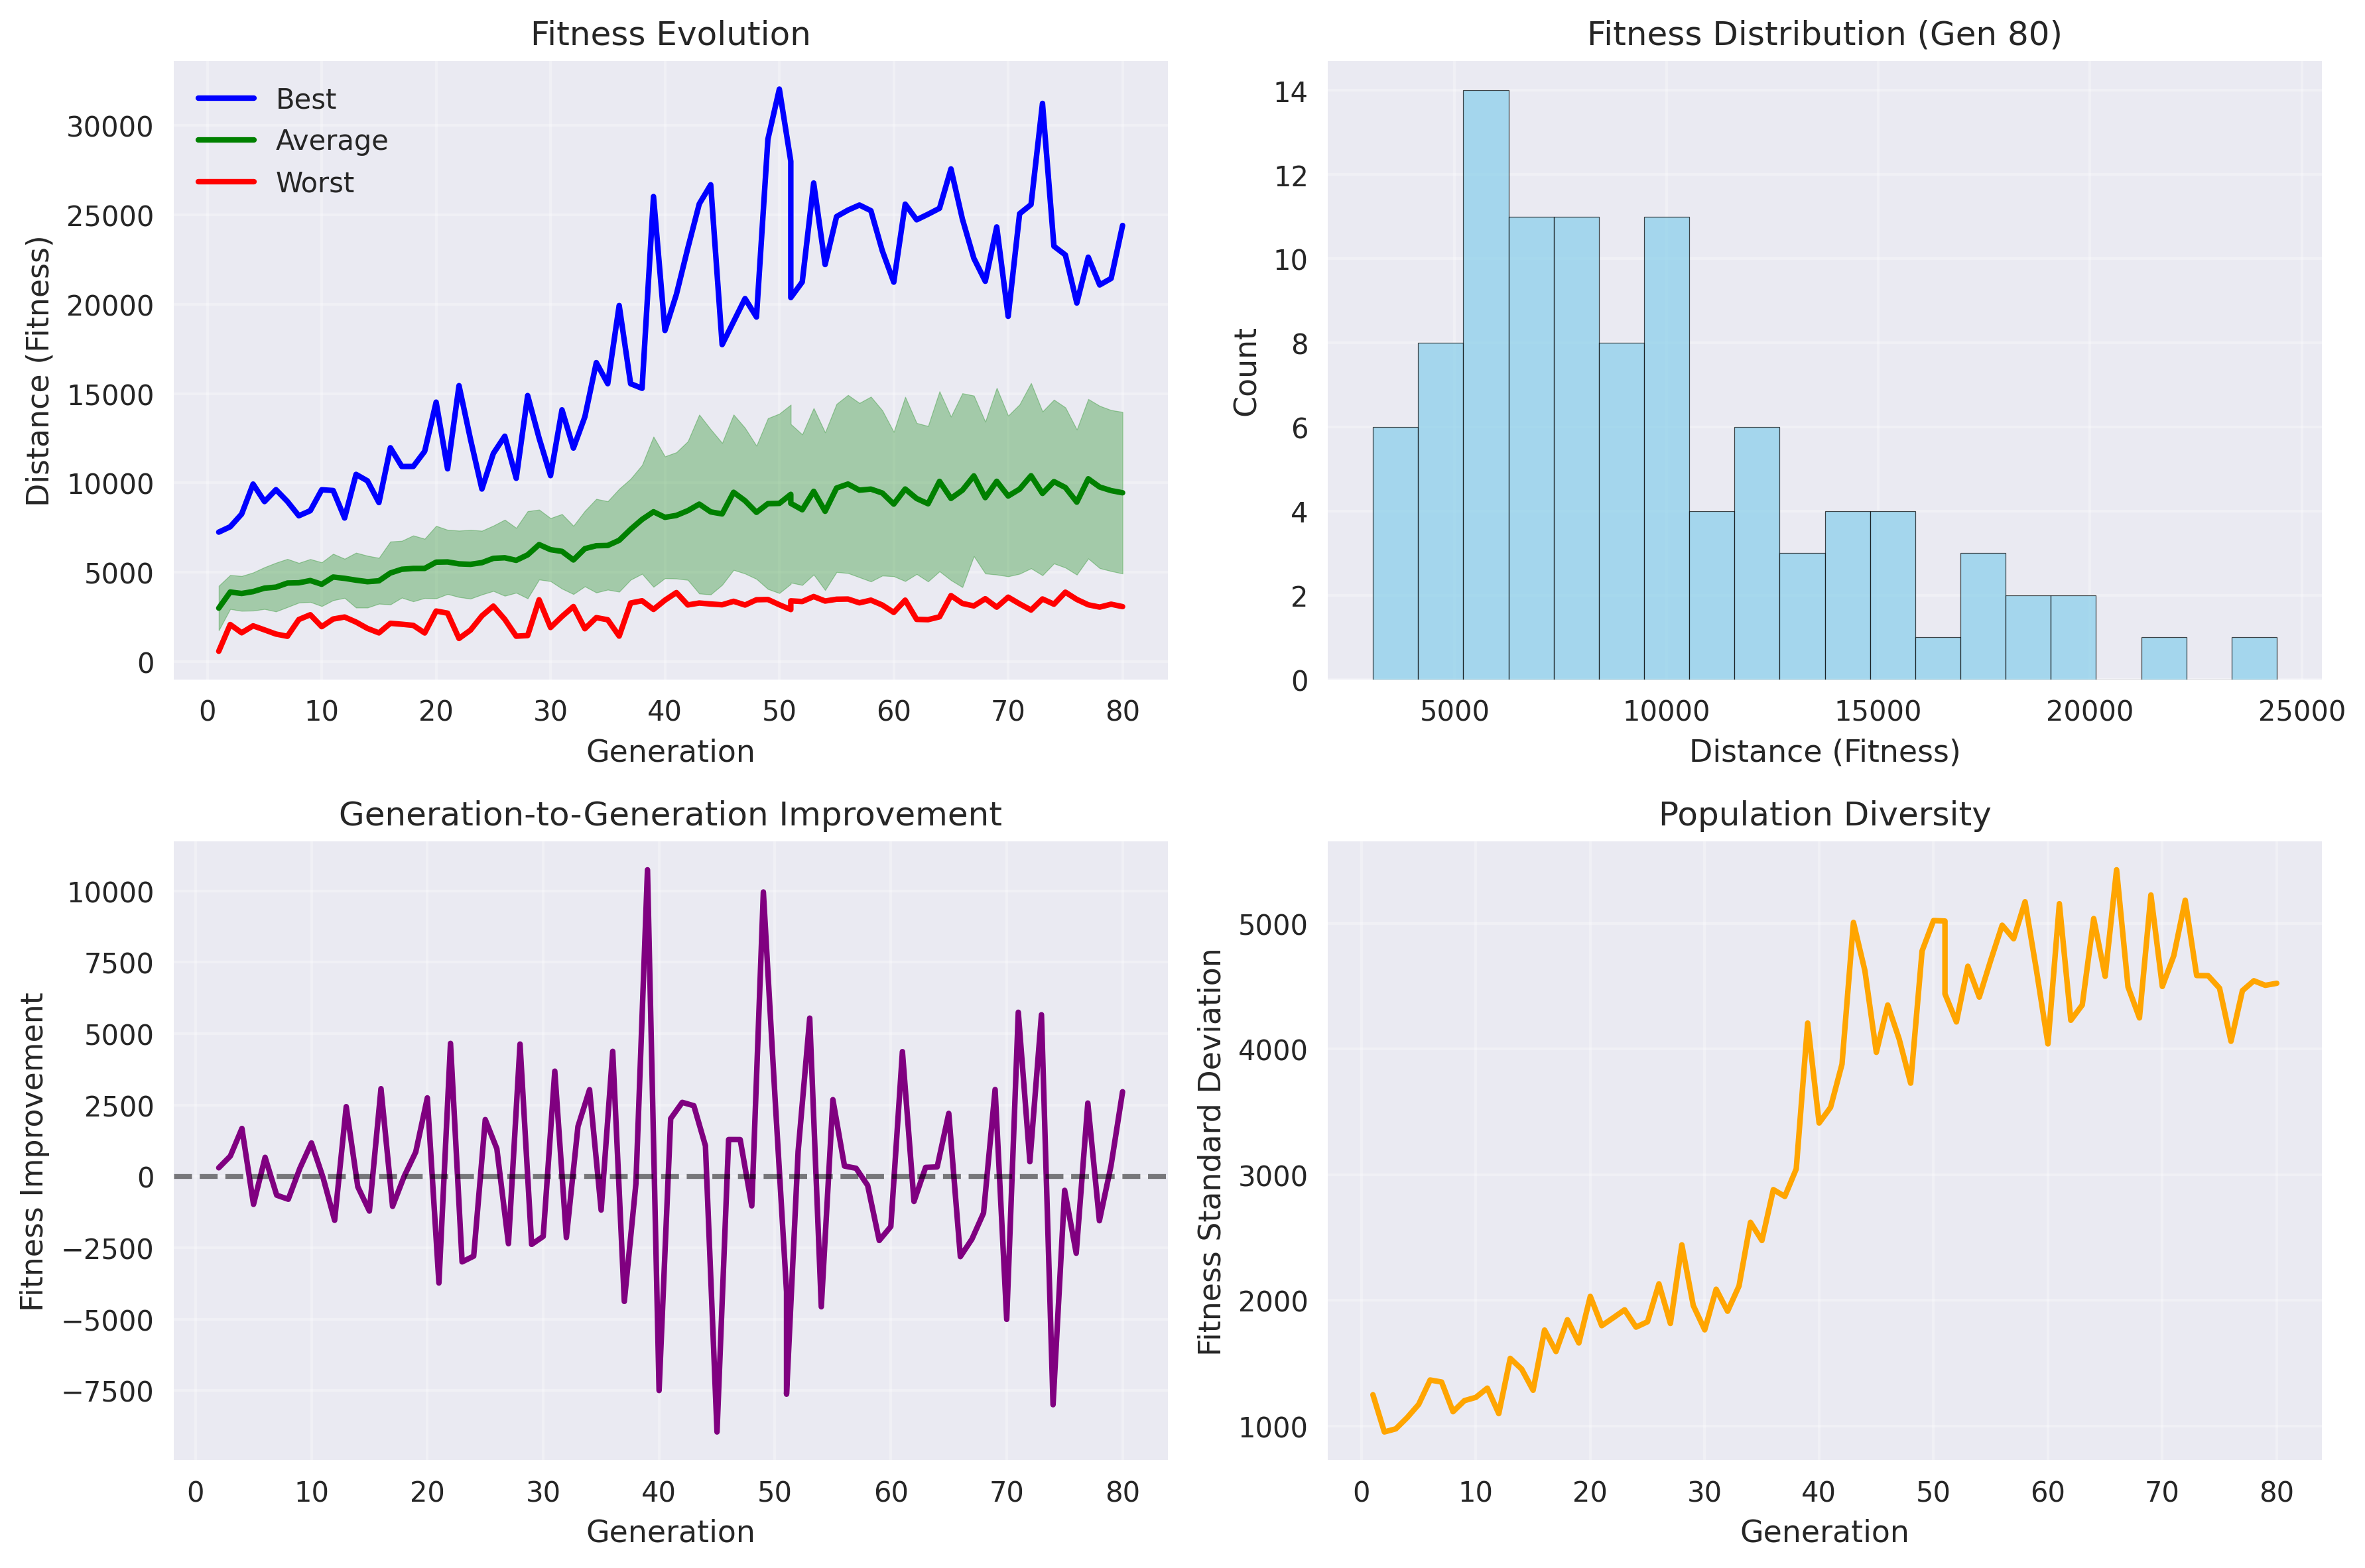 Fitness Evolution
Distance (Fitness)
30000
25000
20000
15000
10000
5000
0
Best
Average
Worst
0 10 20 30 40 50 60 70 80
Generation
Fitness Distribution (Gen 80)
Count
14
12
10
8
6
4
2
0
5000 10000 15000 20000 25000
Distance (Fitness)
Generation-to-Generation Improvement
Fitness Improvement
10000
7500
5000
2500
0
−2500
−5000
−7500
0 10 20 30 40 50 60 70 80
Generation
Population Diversity
Fitness Standard Deviation
5000
4000
3000
2000
1000
0 10 20 30 40 50 60 70 80
Generation